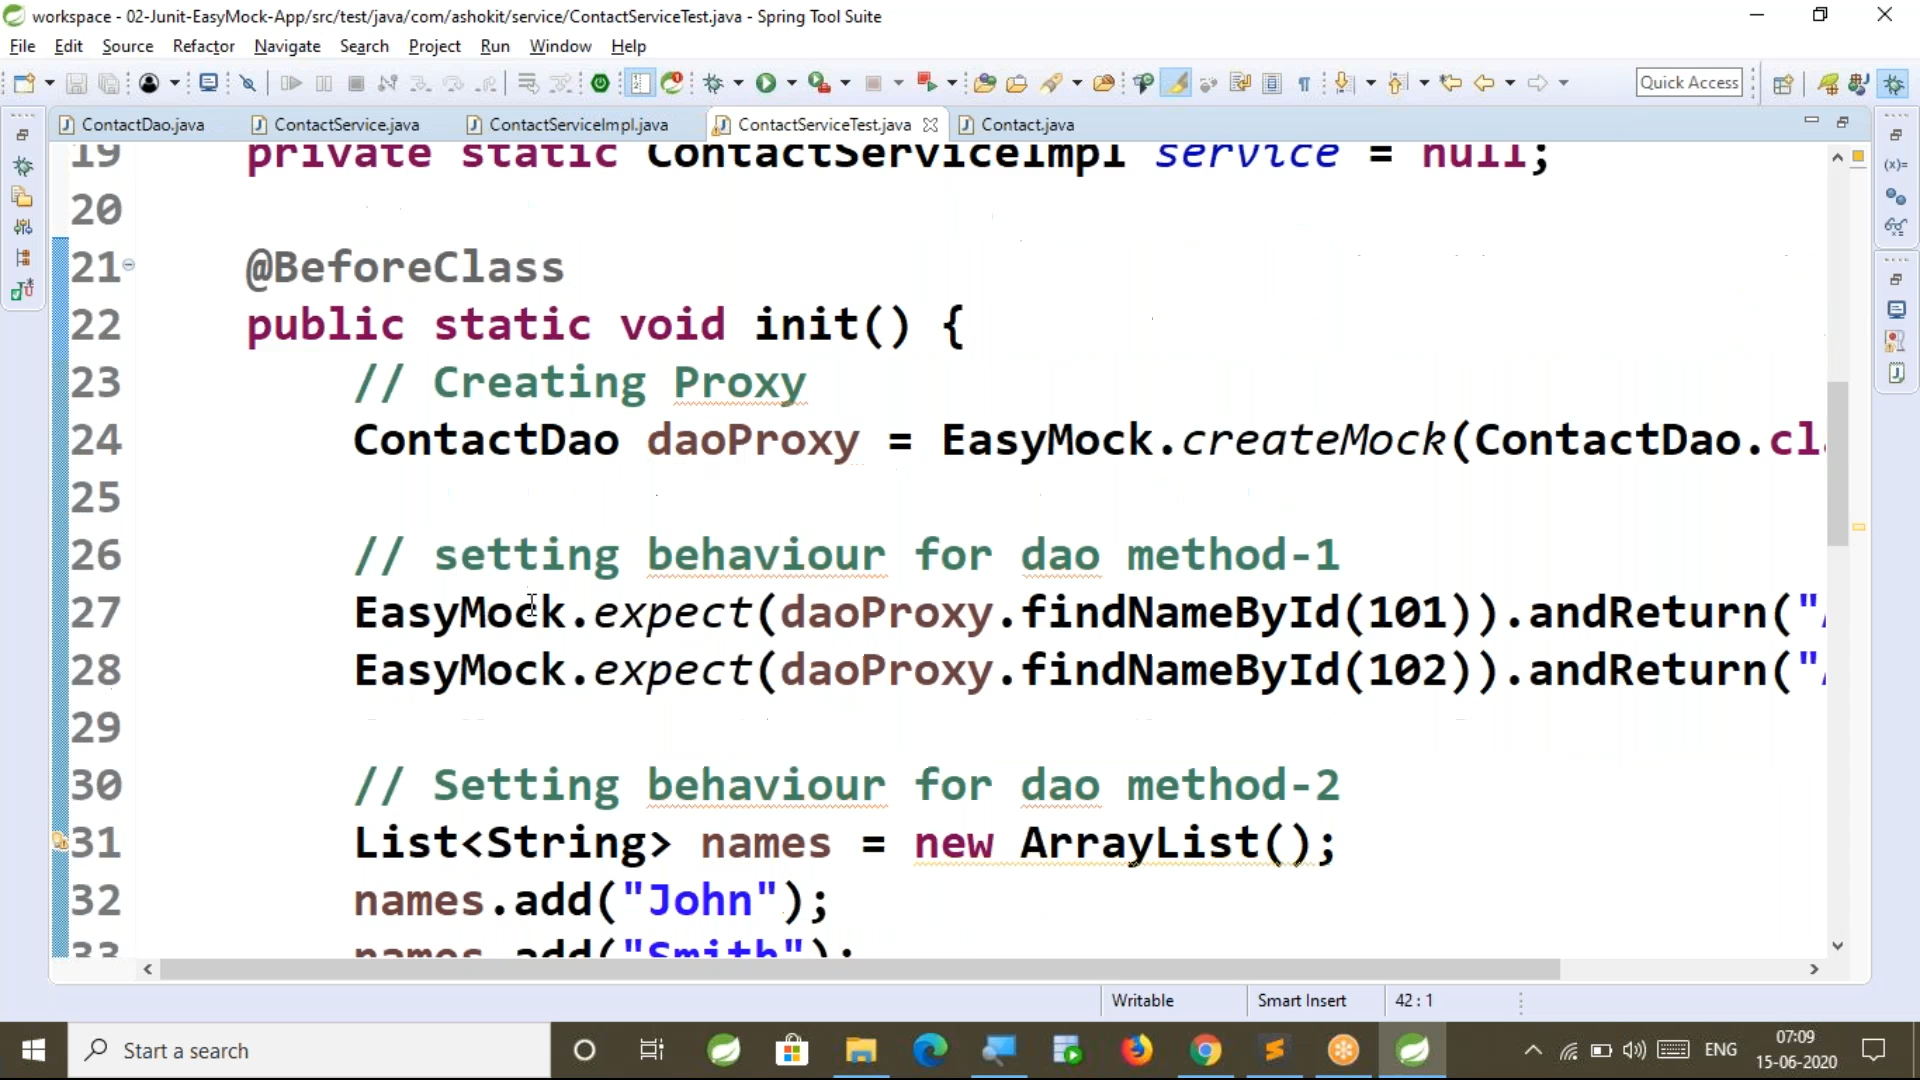 workspace - 02-Junit-EasyMock-App/src/test/java/com/ashokit/service/ContactServiceTest.java - Spring Tool Suite
File Edit Source Refactor Navigate Search Project Run Window Help
Quick Access
ContactDao.java ContactService.java ContactServiceImpl.java ContactServiceTest.java Contact.java
19 private static ContactServiceImpl service = null;
20
21 @BeforeClass
22 public static void init() {
23 // Creating Proxy
24 ContactDao daoProxy = EasyMock.createMock(ContactDao.cl
25
26 // setting behaviour for dao method-1
27 EasyMock.expect(daoProxy.findNameById(101)).andReturn("
28 EasyMock.expect(daoProxy.findNameById(102)).andReturn("
29
30 // Setting behaviour for dao method-2
31 List<String> names = new ArrayList();
32 names.add("John");
33 names.add("Smith");
Writable Smart Insert 42 : 1
Start a search
ENG
07:09
15-06-2020